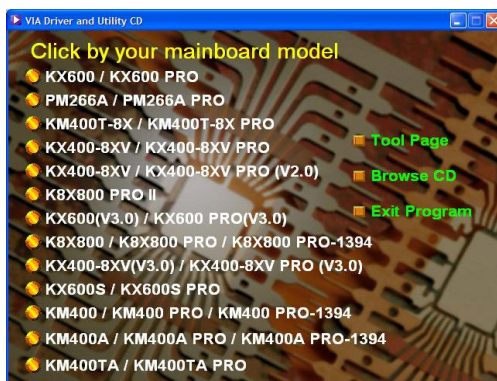 VIA Driver and Utility CD
Click by your mainboard model
KX600 / KX600 PRO
PM266A / PM266A PRO
KM400T-8X / KM400T-8X PRO
KX400-8XV / KX400-8XV PRO
KX400-8XV / KX400-8XV PRO (V2.0)
K8X800 PRO II
KX600(V3.0) / KX600 PRO(V3.0)
K8X800 / K8X800 PRO / K8X800 PRO-1394
KX400-8XV(V3.0) / KX400-8XV PRO (V3.0)
KX600S / KX600S PRO
KM400 / KM400 PRO / KM400 PRO-1394
KM400A / KM400A PRO / KM400A PRO-1394
KM400TA / KM400TA PRO
Tool Page
Browse CD
Exit Program